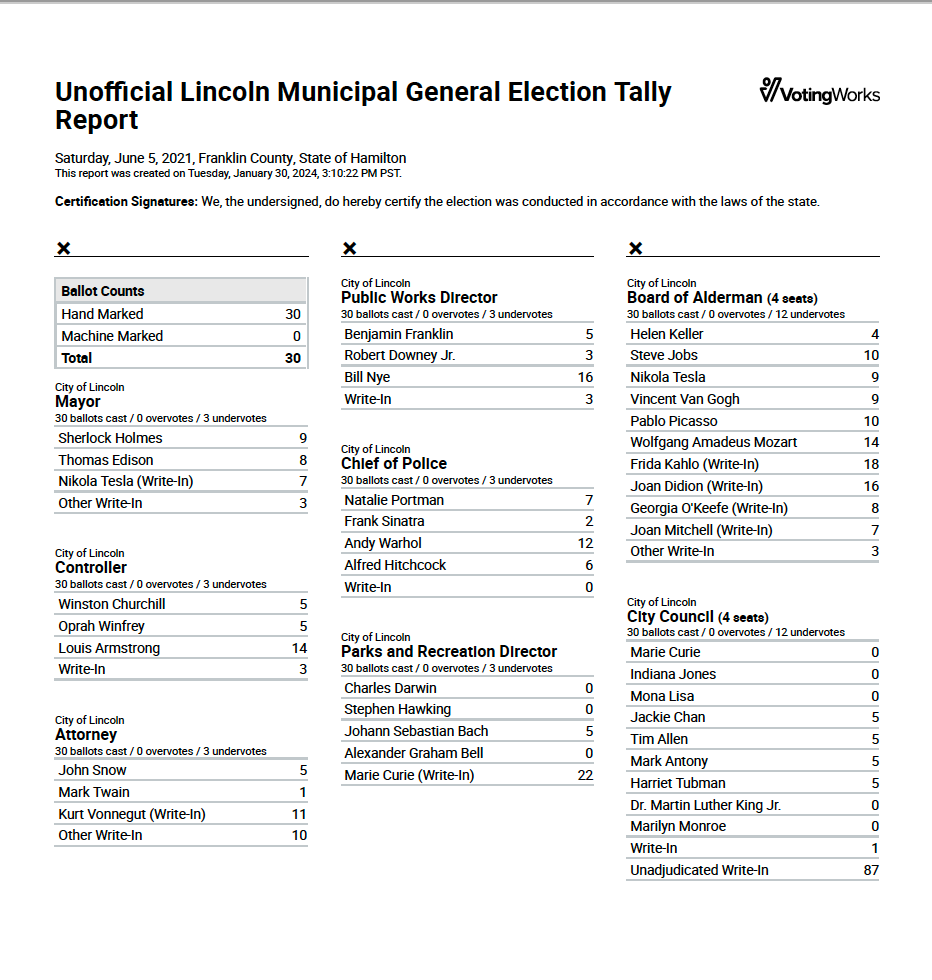 Unofficial Lincoln Municipal General Election Tally
Report
VotingWorks
Saturday, June 5, 2021, Franklin County, State of Hamilton
This report was created on Tuesday, January 30, 2024, 3:10:22 PM PST.
Certification Signatures: We, the undersigned, do hereby certify the election was conducted in accordance with the laws of the state.
Ballot Counts
Hand Marked 30
Machine Marked 0
Total 30
City of Lincoln
Mayor
30 ballots cast / 0 overvotes / 3 undervotes
Sherlock Holmes 9
Thomas Edison 8
Nikola Tesla (Write-In) 7
Other Write-In 3
City of Lincoln
Controller
30 ballots cast / 0 overvotes / 3 undervotes
Winston Churchill 5
Oprah Winfrey 5
Louis Armstrong 14
Write-In 3
City of Lincoln
Attorney
30 ballots cast / 0 overvotes / 3 undervotes
John Snow 5
Mark Twain 1
Kurt Vonnegut (Write-In) 11
Other Write-In 10
City of Lincoln
Public Works Director
30 ballots cast / 0 overvotes / 3 undervotes
Benjamin Franklin 5
Robert Downey Jr. 3
Bill Nye 16
Write-In 3
City of Lincoln
Chief of Police
30 ballots cast / 0 overvotes / 3 undervotes
Natalie Portman 7
Frank Sinatra 2
Andy Warhol 12
Alfred Hitchcock 6
Write-In 0
City of Lincoln
Parks and Recreation Director
30 ballots cast / 0 overvotes / 3 undervotes
Charles Darwin 0
Stephen Hawking 0
Johann Sebastian Bach 5
Alexander Graham Bell 0
Marie Curie (Write-In) 22
City of Lincoln
Board of Alderman (4 seats)
30 ballots cast / 0 overvotes / 12 undervotes
Helen Keller 4
Steve Jobs 10
Nikola Tesla 9
Vincent Van Gogh 9
Pablo Picasso 10
Wolfgang Amadeus Mozart 14
Frida Kahlo (Write-In) 18
Joan Didion (Write-In) 16
Georgia O'Keefe (Write-In) 8
Joan Mitchell (Write-In) 7
Other Write-In 3
City of Lincoln
City Council (4 seats)
30 ballots cast / 0 overvotes / 12 undervotes
Marie Curie 0
Indiana Jones 0
Mona Lisa 0
Jackie Chan 5
Tim Allen 5
Mark Antony 5
Harriet Tubman 5
Dr. Martin Luther King Jr. 0
Marilyn Monroe 0
Write-In 1
Unadjudicated Write-In 87